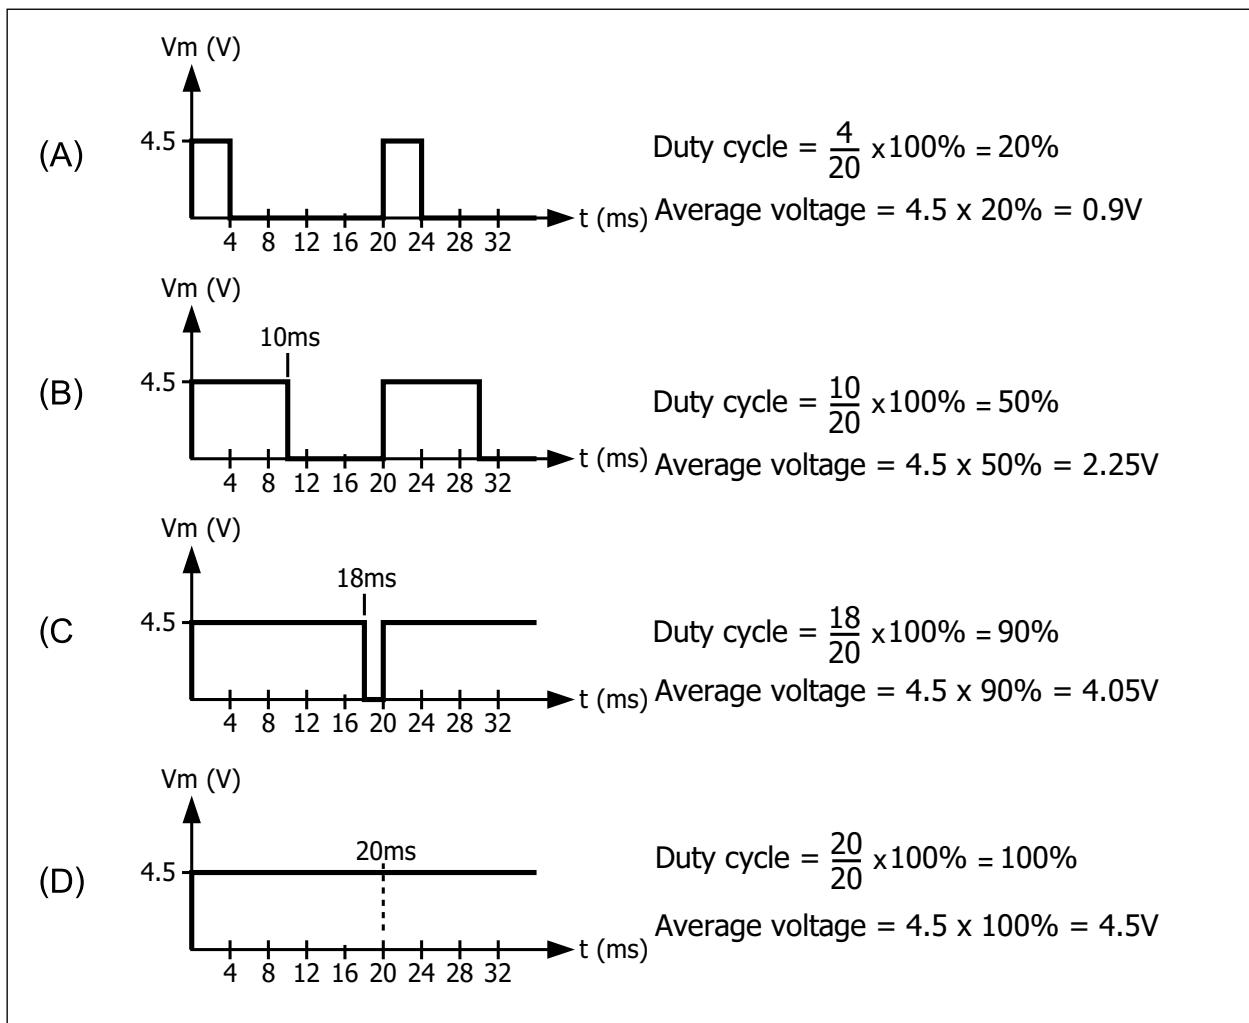 Vm (V)
4.5
(A)
4 8 12 16 20 24 28 32
t (ms)
Duty cycle = 4/20 x100% = 20%
Average voltage = 4.5 x 20% = 0.9V
Vm (V)
10ms
4.5
(B)
4 8 12 16 20 24 28 32
t (ms)
Duty cycle = 10/20 x100% = 50%
Average voltage = 4.5 x 50% = 2.25V
Vm (V)
18ms
4.5
(C
4 8 12 16 20 24 28 32
t (ms)
Duty cycle = 18/20 x100% = 90%
Average voltage = 4.5 x 90% = 4.05V
Vm (V)
20ms
4.5
(D)
4 8 12 16 20 24 28 32
t (ms)
Duty cycle = 20/20 x100% = 100%
Average voltage = 4.5 x 100% = 4.5V